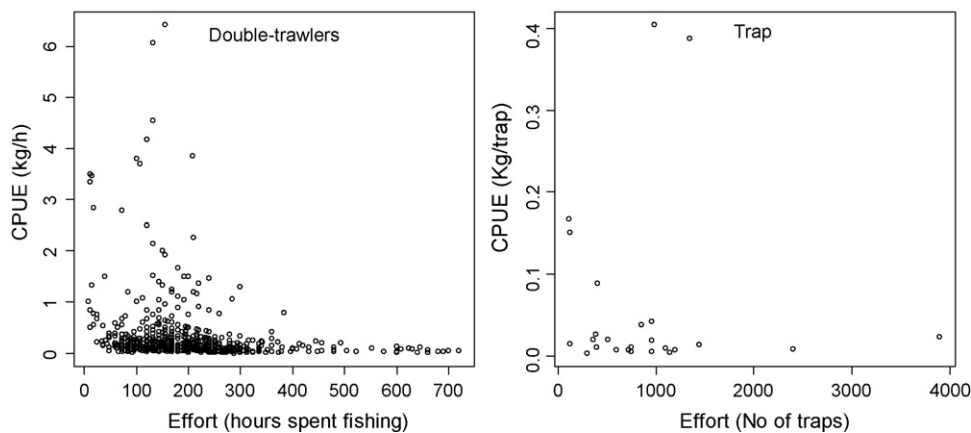 Double-trawlers
CPUE (kg/h)
6
5
4
3
2
1
0
0 100 200 300 400 500 600 700
Effort (hours spent fishing)
Trap
CPUE (Kg/trap)
0.4
0.3
0.2
0.1
0.0
0 1000 2000 3000 4000
Effort (No of traps)